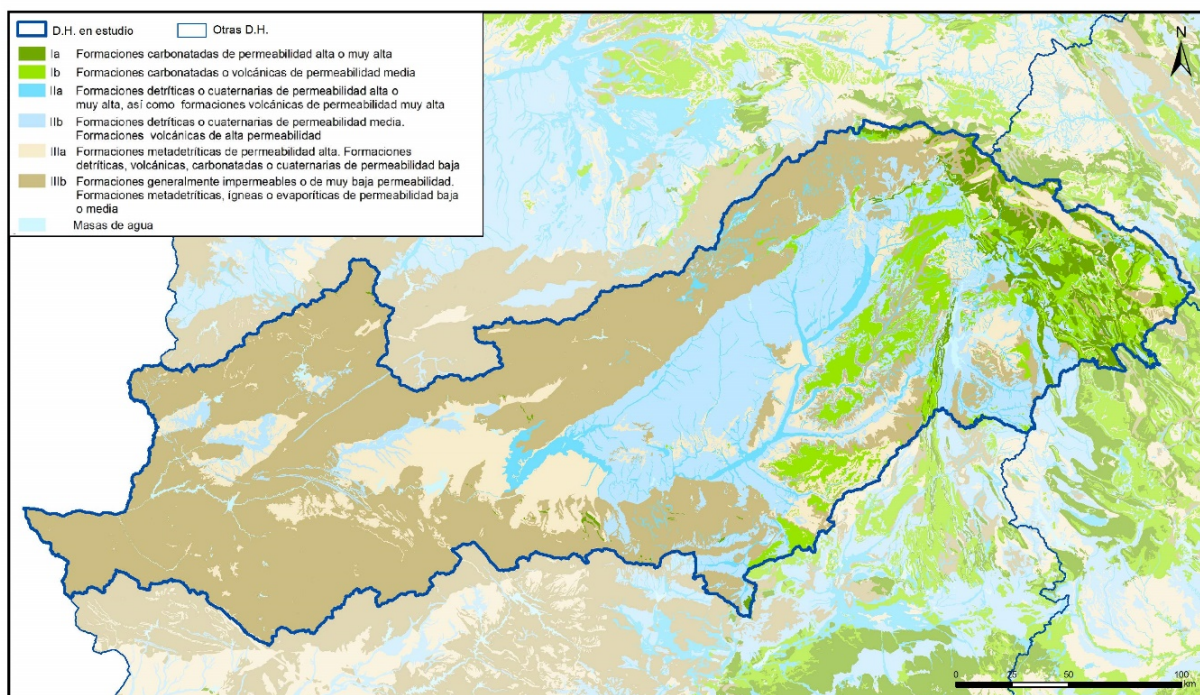 D.H. en estudio Otras D.H.
Ia Formaciones carbonatadas de permeabilidad alta o muy alta
Ib Formaciones carbonatadas o volcánicas de permeabilidad media
IIa Formaciones detríticas o cuaternarias de permeabilidad alta o
muy alta, así como formaciones volcánicas de permeabilidad muy alta
IIb Formaciones detríticas o cuaternarias de permeabilidad media.
Formaciones volcánicas de alta permeabilidad
IIIa Formaciones metadetríticas de permeabilidad alta. Formaciones
detríticas, volcánicas, carbonatadas o cuaternarias de permeabilidad baja
IIIb Formaciones generalmente impermeables o de muy baja permeabilidad.
Formaciones metadetríticas, ígneas o evaporíticas de permeabilidad baja
o media
Masas de agua
N
0 25 50 100
km